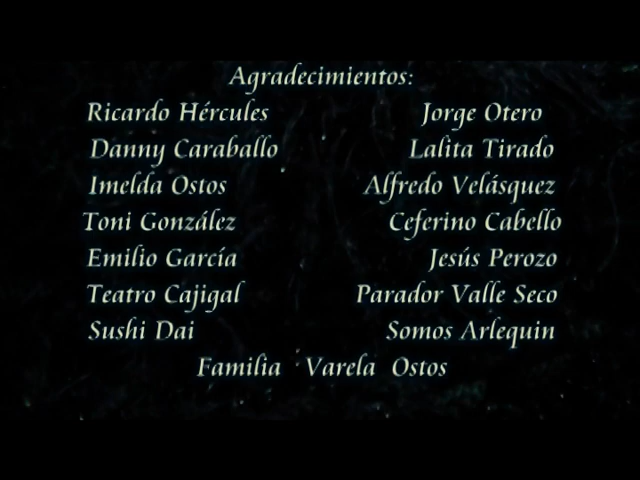 Agradecimientos:
Ricardo Hércules Jorge Otero
Danny Caraballo Lalita Tirado
Imelda Ostos Alfredo Velásquez
Toni González Ceferino Cabello
Emilio García Jesús Perozo
Teatro Cajigal Parador Valle Seco
Sushi Dai Somos Arlequin
Familia Varela Ostos